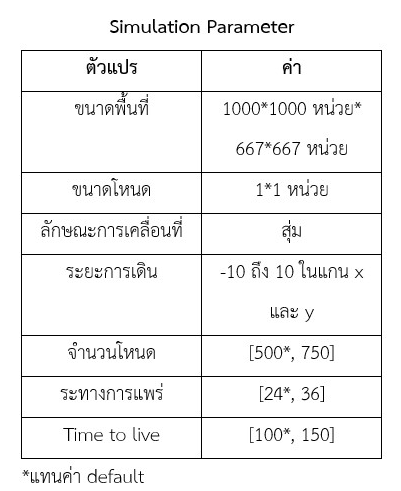 Simulation Parameter
ตัวแปร ค่า
ขนาดพื้นที่ 1000*1000 หน่วย*
667*667 หน่วย
ขนาดโหนด 1*1 หน่วย
ลักษณะการเคลื่อนที่ สุ่ม
ระยะการเดิน -10 ถึง 10 ในแกน x
และ y
จำนวนโหนด [500*, 750]
ระทางการแพร่ [24*, 36]
Time to live [100*, 150]
*แทนค่า default